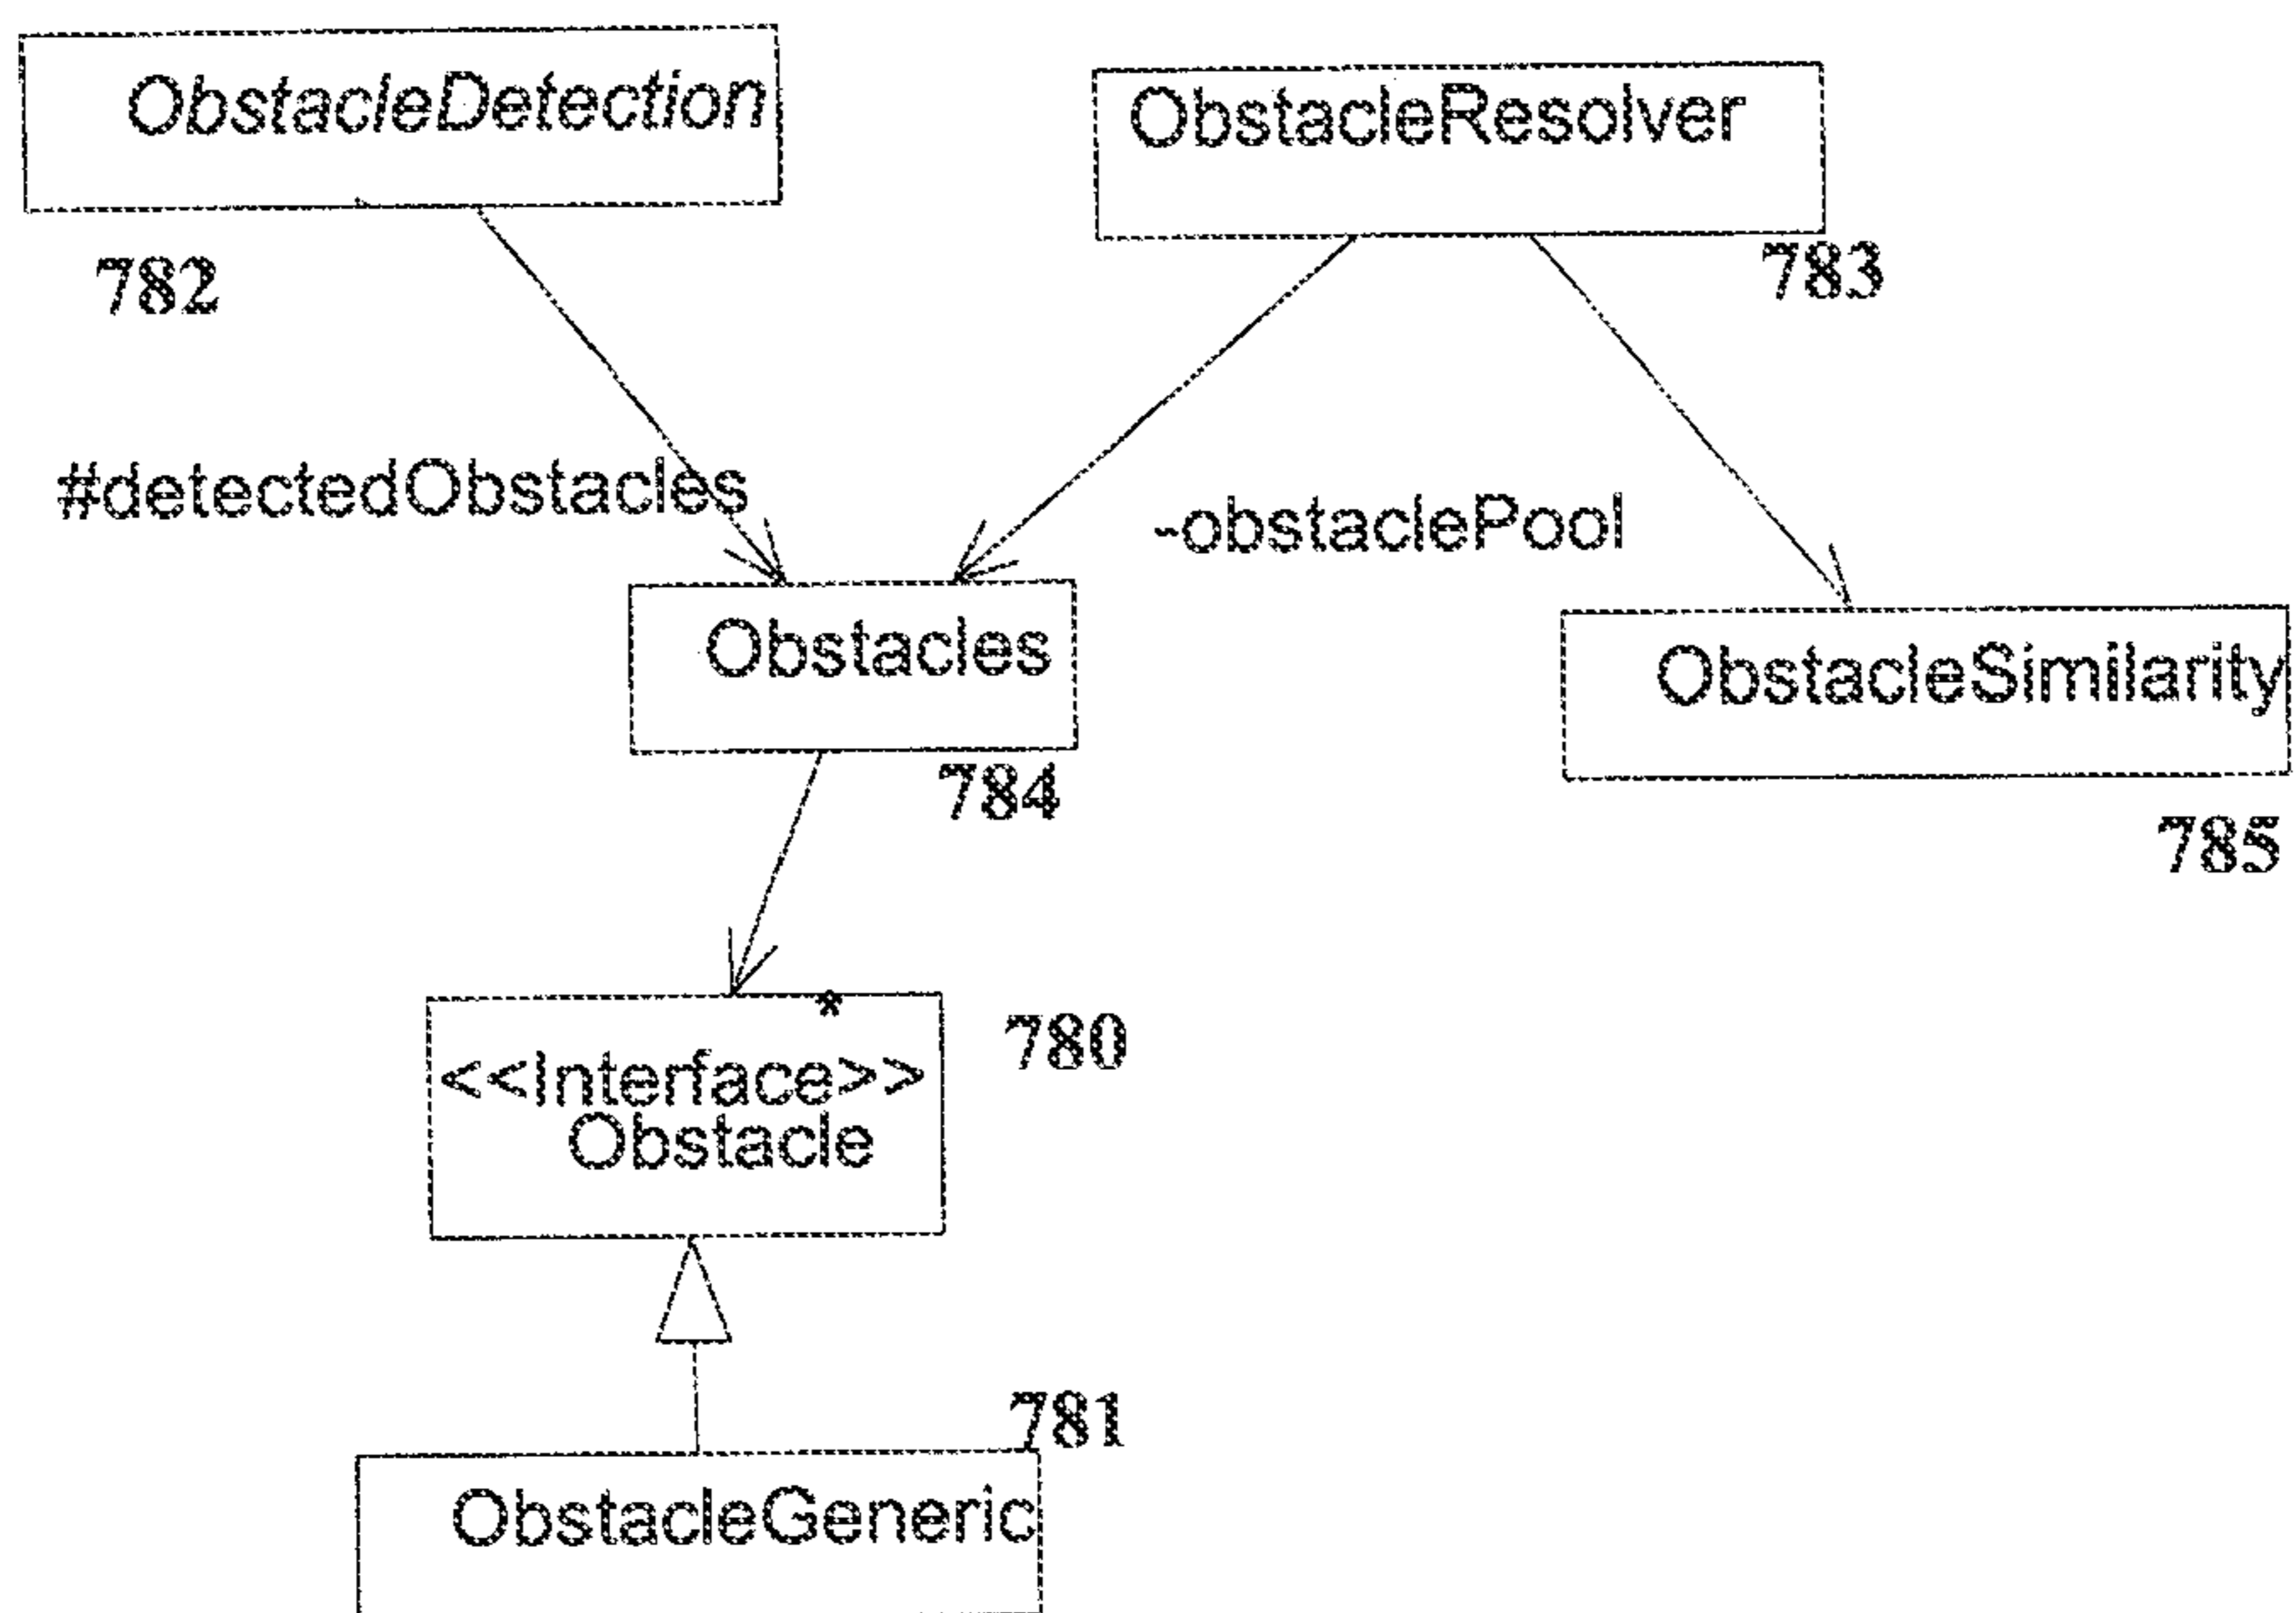 ObstacleDetection
ObstacleResolver
782
783
#detectedObstacles
-obstaclePool
Obstacles
ObstacleSimilarity
784
785
*
780
<<Interface>>
Obstacle
781
ObstacleGeneric